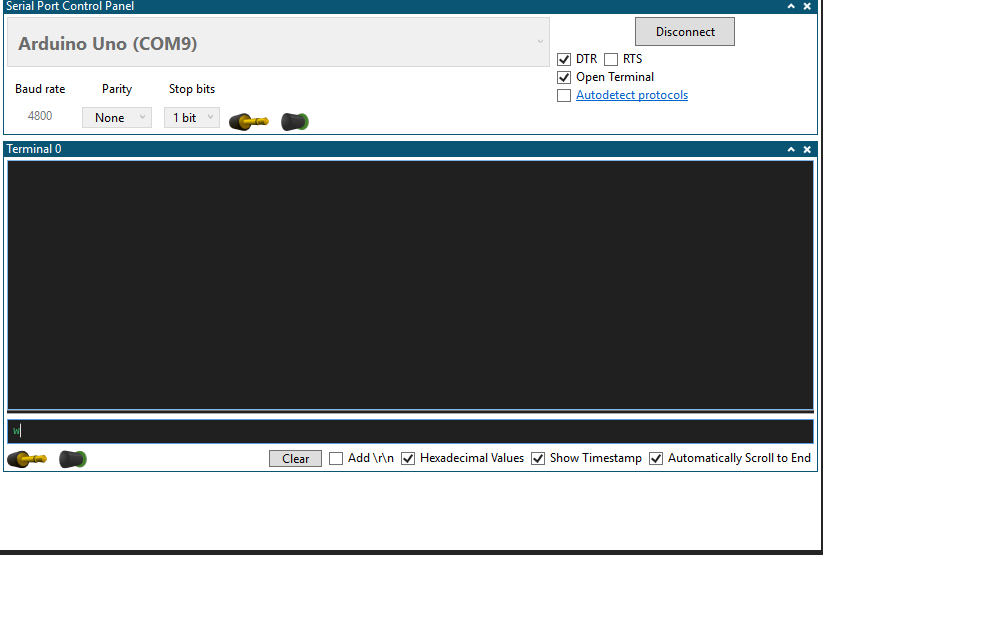 Serial Port Control Panel
Arduino Uno (COM9)
Disconnect
DTR RTS
Open Terminal
Autodetect protocols
Baud rate Parity Stop bits
4800 None 1 bit
Terminal 0
w
Clear Add \r\n Hexadecimal Values Show Timestamp Automatically Scroll to End